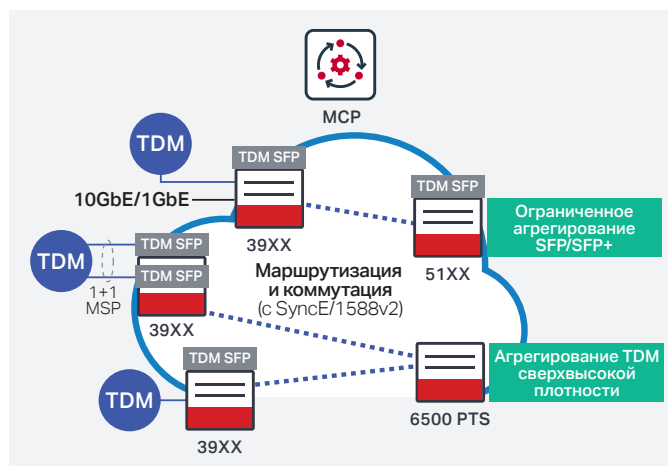 MCP
TDM
TDM SFP
10GbE/1GbE
39XX
TDM SFP
51XX
Ограниченное
агрегирование
SFP/SFP+
TDM
1+1
MSP
TDM SFP
TDM SFP
39XX
Маршрутизация
и коммутация
(с SyncE/1588v2)
TDM
TDM SFP
39XX
6500 PTS
Агрегирование TDM
сверхвысокой
плотности